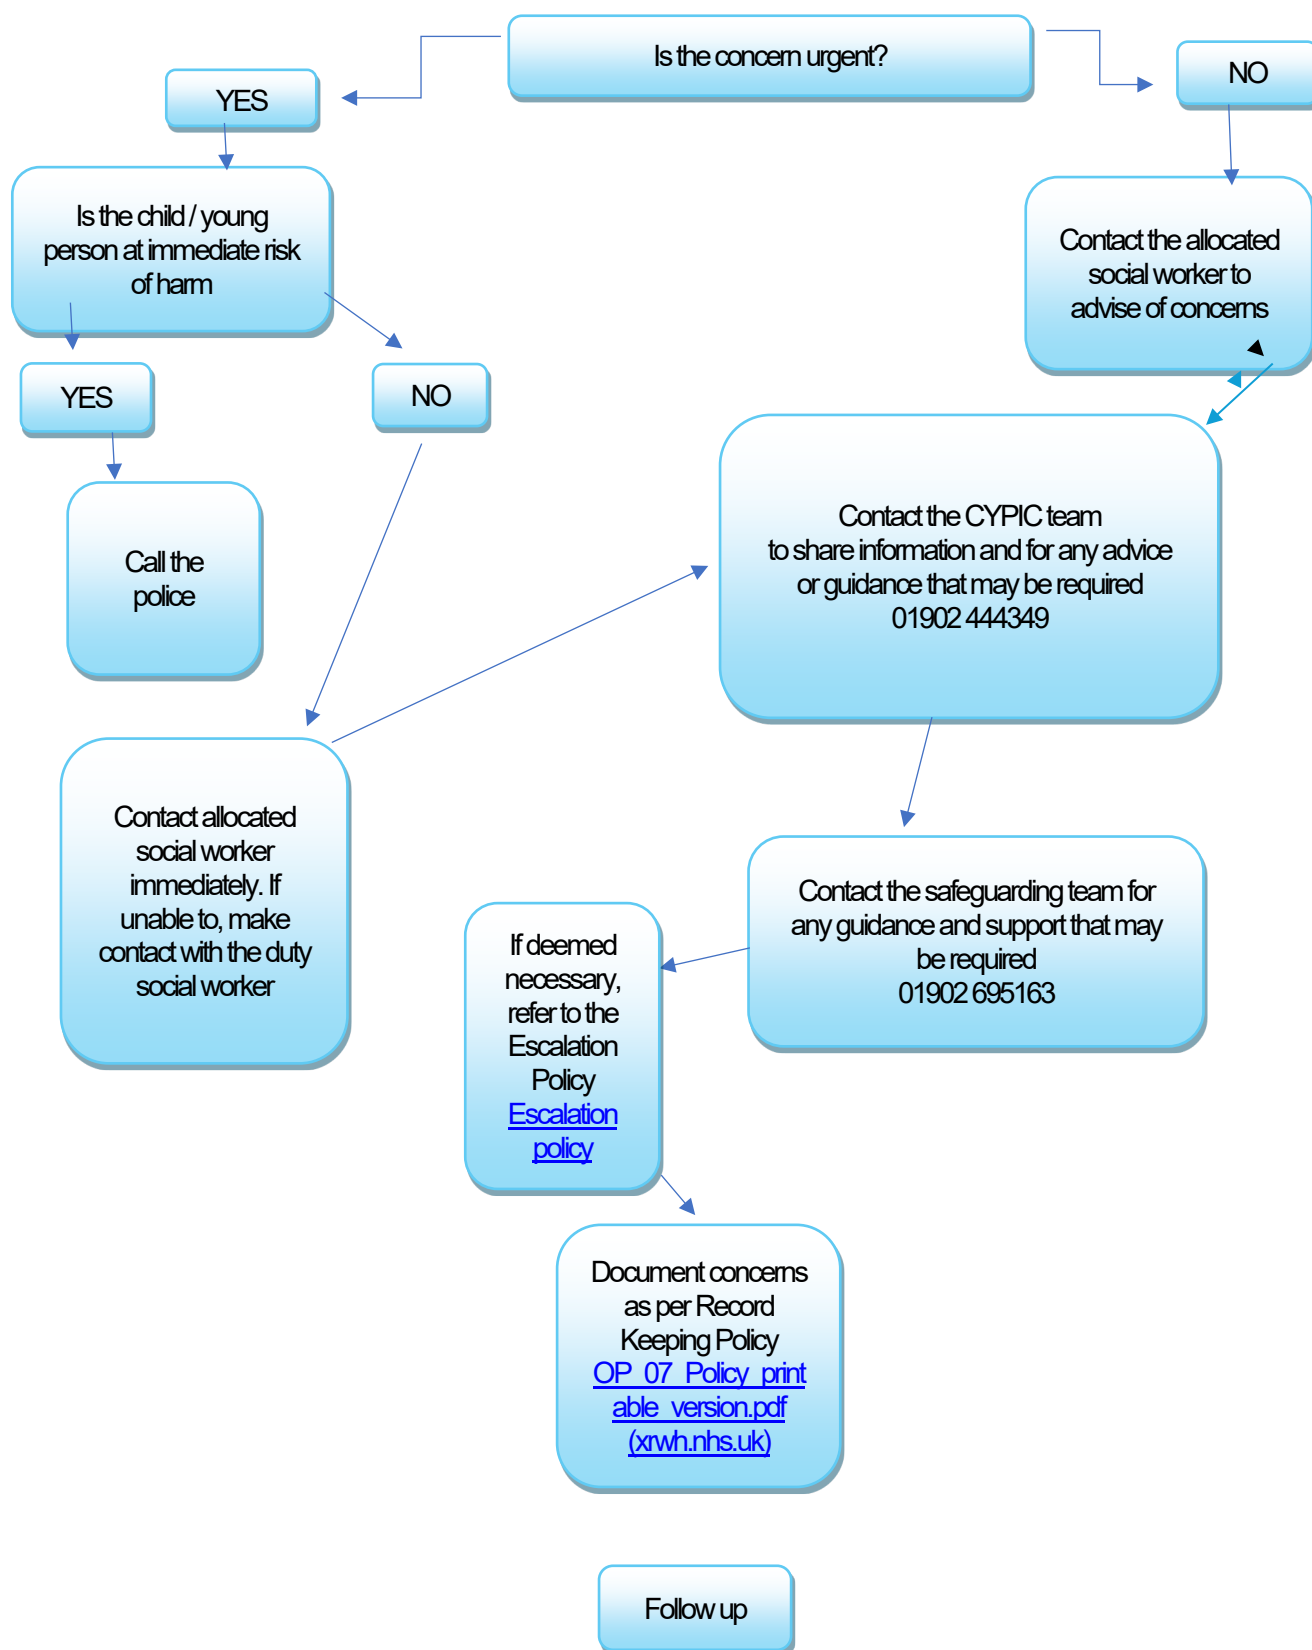 Is the concern urgent?
YES
NO
Is the child / young
person at immediate risk
of harm
Contact the allocated
social worker to
advise of concerns
YES
NO
Call the
police
Contact the CYPIC team
to share information and for any advice
or guidance that may be required
01902 444349
Contact allocated
social worker
immediately. If
unable to, make
contact with the duty
social worker
Contact the safeguarding team for
any guidance and support that may
be required
01902 695163
If deemed
necessary,
refer to the
Escalation
Policy
Escalation
policy
Document concerns
as per Record
Keeping Policy
OP_07_Policy_print
able_version.pdf
(xrwh.nhs.uk)
Follow up